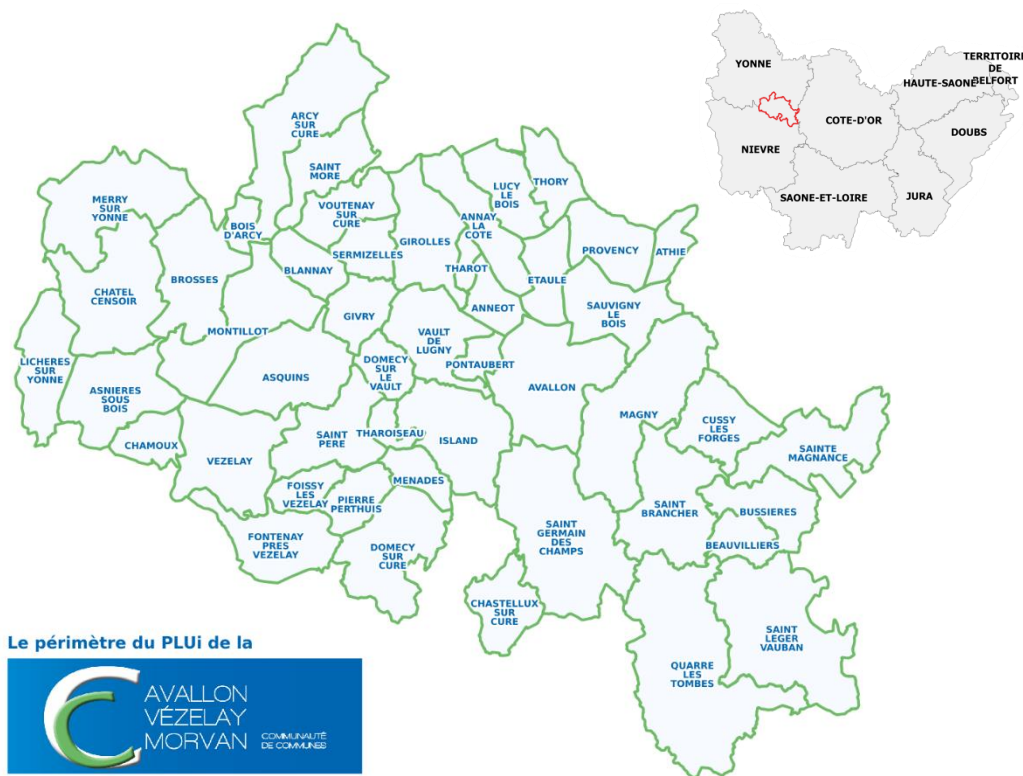 YONNE
TERRITOIRE
DE
BELFORT
HAUTE-SAONE
COTE-D'OR
DOUBS
NIEVRE
SAONE-ET-LOIRE
JURA
ARCY
SUR
CURE
SAINT
MORE
MERRY
SUR
YONNE
BOIS
D'ARCY
VOUTENAY
SUR
CURE
SERMIZELLES
GIROLLES
ANNAY
LA
COTE
LUCY
LE
BOIS
THORY
PROVENCY
ATHIE
CHATEL
CENSOIR
BROSSES
BLANNAY
THAROT
ETAULE
MONTILLOT
GIVRY
ANNEOT
SAUVIGNY
LE
BOIS
VAULT
DE
LUGNY
LICHERES
SUR
YONNE
ASQUINS
DOMECY
SUR
LE
VAULT
PONTAUBERT
AVALLON
ASNIERES
SOUS
BOIS
MAGNY
CUSSY
LES
FORGES
CHAMOUX
VEZELAY
SAINT
PERE
THAROISEAU
ISLAND
SAINTE
MAGNANCE
FOISSY
LES
VEZELAY
PIERRE
PERTHUIS
MENADES
SAINT
BRANCHER
BUSSIERES
BEAUVILLIERS
FONTENAY
PRES
VEZELAY
DOMECY
SUR
CURE
SAINT
GERMAIN
DES
CHAMPS
CHASTELLUX
SUR
CURE
SAINT
LEGER
VAUBAN
QUARRE
LES
TOMBES
Le périmètre du PLUi de la
CC
AVALLON
VÉZELAY
MORVAN
COMMUNAUTÉ
DE COMMUNES